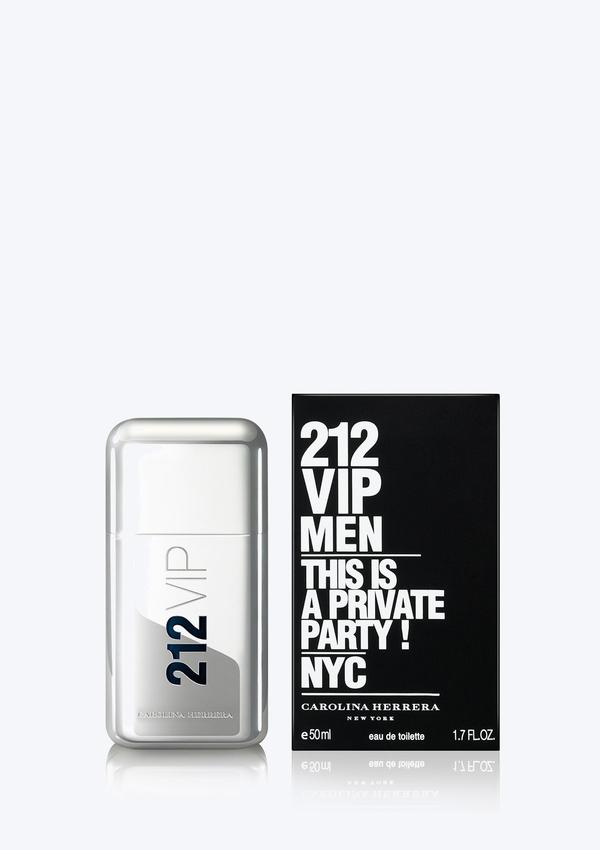 212 VIP
CAROLINA HERRERA
212
VIP
MEN
THIS IS
A PRIVATE
PARTY !
NYC
CAROLINA HERRERA
NEW YORK
e50ml eau de toilette 1.7 FL.OZ.